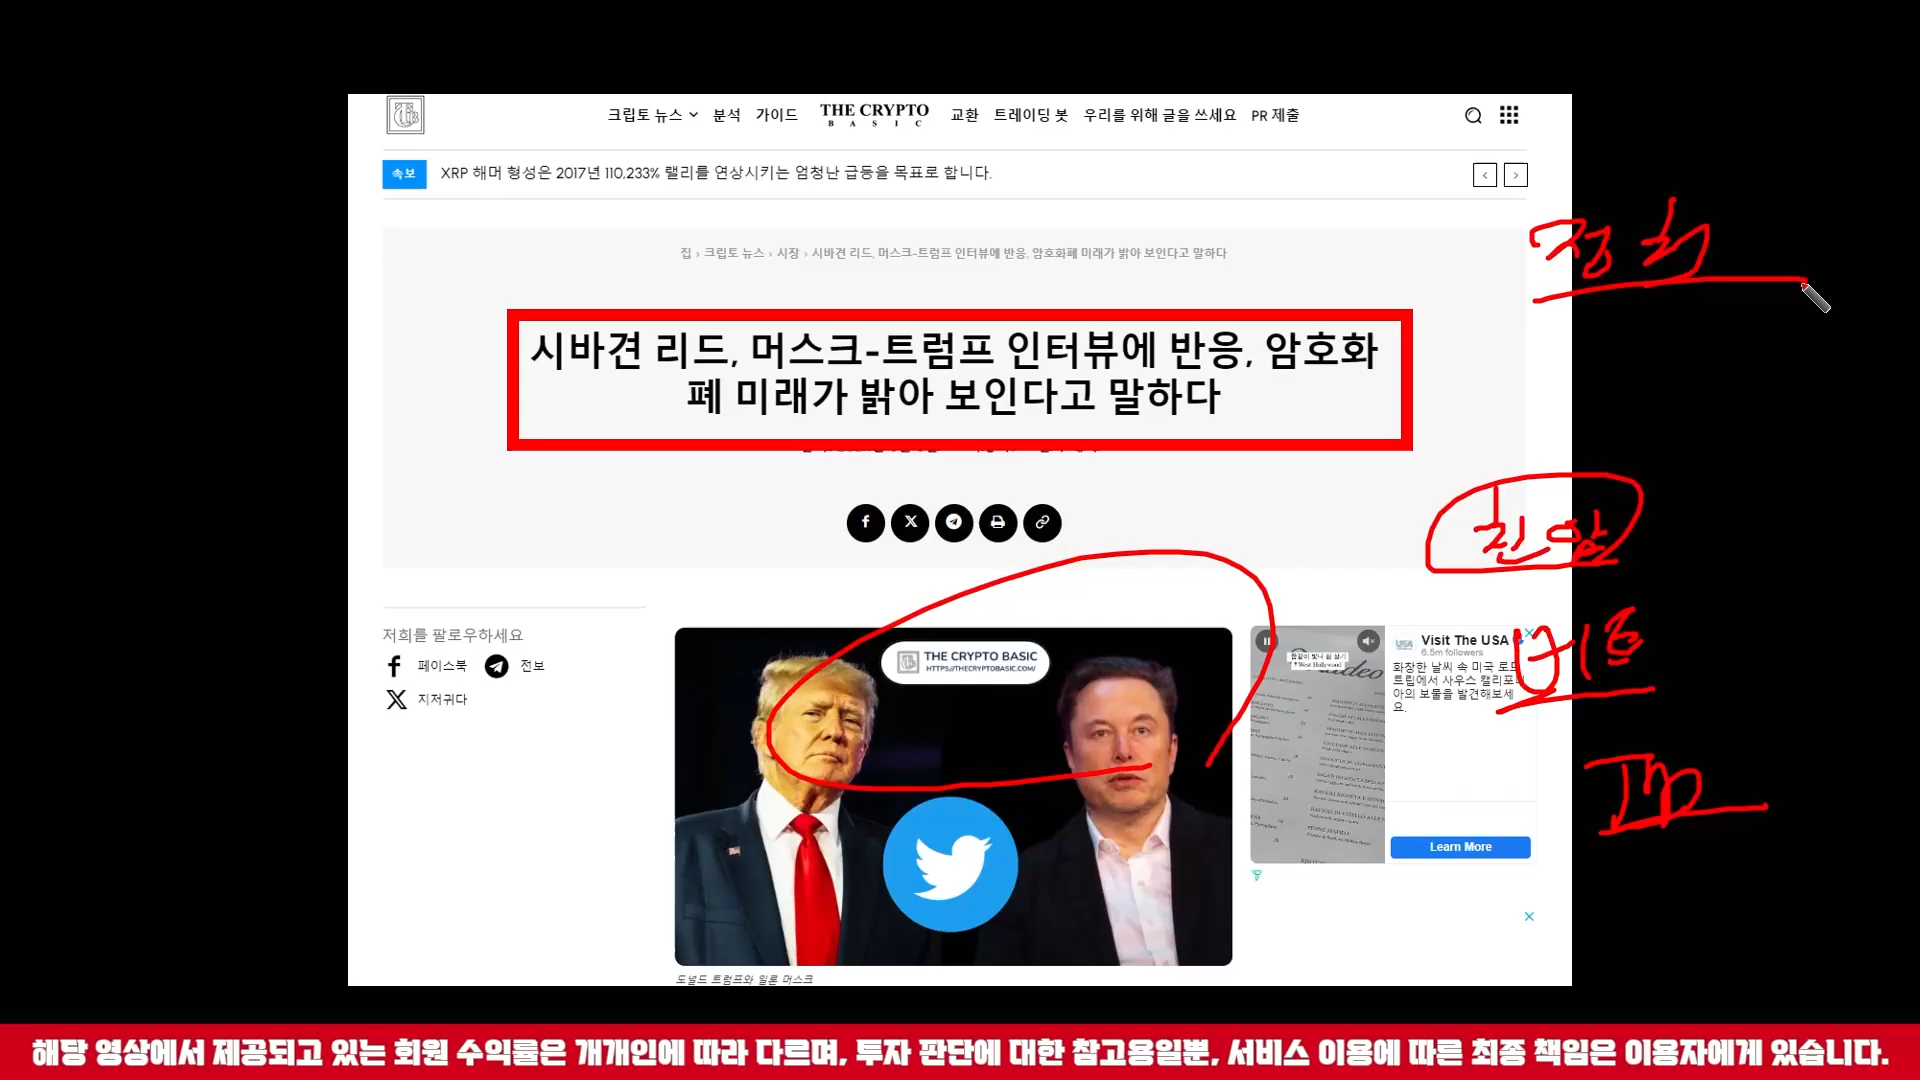 크립토 뉴스 분석 가이드 THE CRYPTO BASIC 교환 트레이딩 봇 우리를 위해 글을 쓰세요 PR 제출
속보 XRP 해머 형성은 2017년 110,233% 랠리를 연상시키는 엄청난 급등을 목표로 합니다.
집 › 크립토 뉴스 › 시장 › 시바견 리드, 머스크-트럼프 인터뷰에 반응, 암호화폐 미래가 밝아 보인다고 말하다
시바견 리드, 머스크-트럼프 인터뷰에 반응, 암호화
폐 미래가 밝아 보인다고 말하다
친암
저희를 팔로우하세요
페이스북 전보
지저귀다
THE CRYPTO BASIC
HTTPS://THECRYPTOBASIC.COM/
Visit The USA
6.5m followers
화창한 날씨 속 미국 로드
트립에서 사우스 캘리포니
아의 보물을 발견해보세
요.
Learn More
도널드 트럼프와 일론 머스크
해당 영상에서 제공되고 있는 회원 수익률은 개개인에 따라 다르며, 투자 판단에 대한 참고용일뿐, 서비스 이용에 따른 최종 책임은 이용자에게 있습니다.